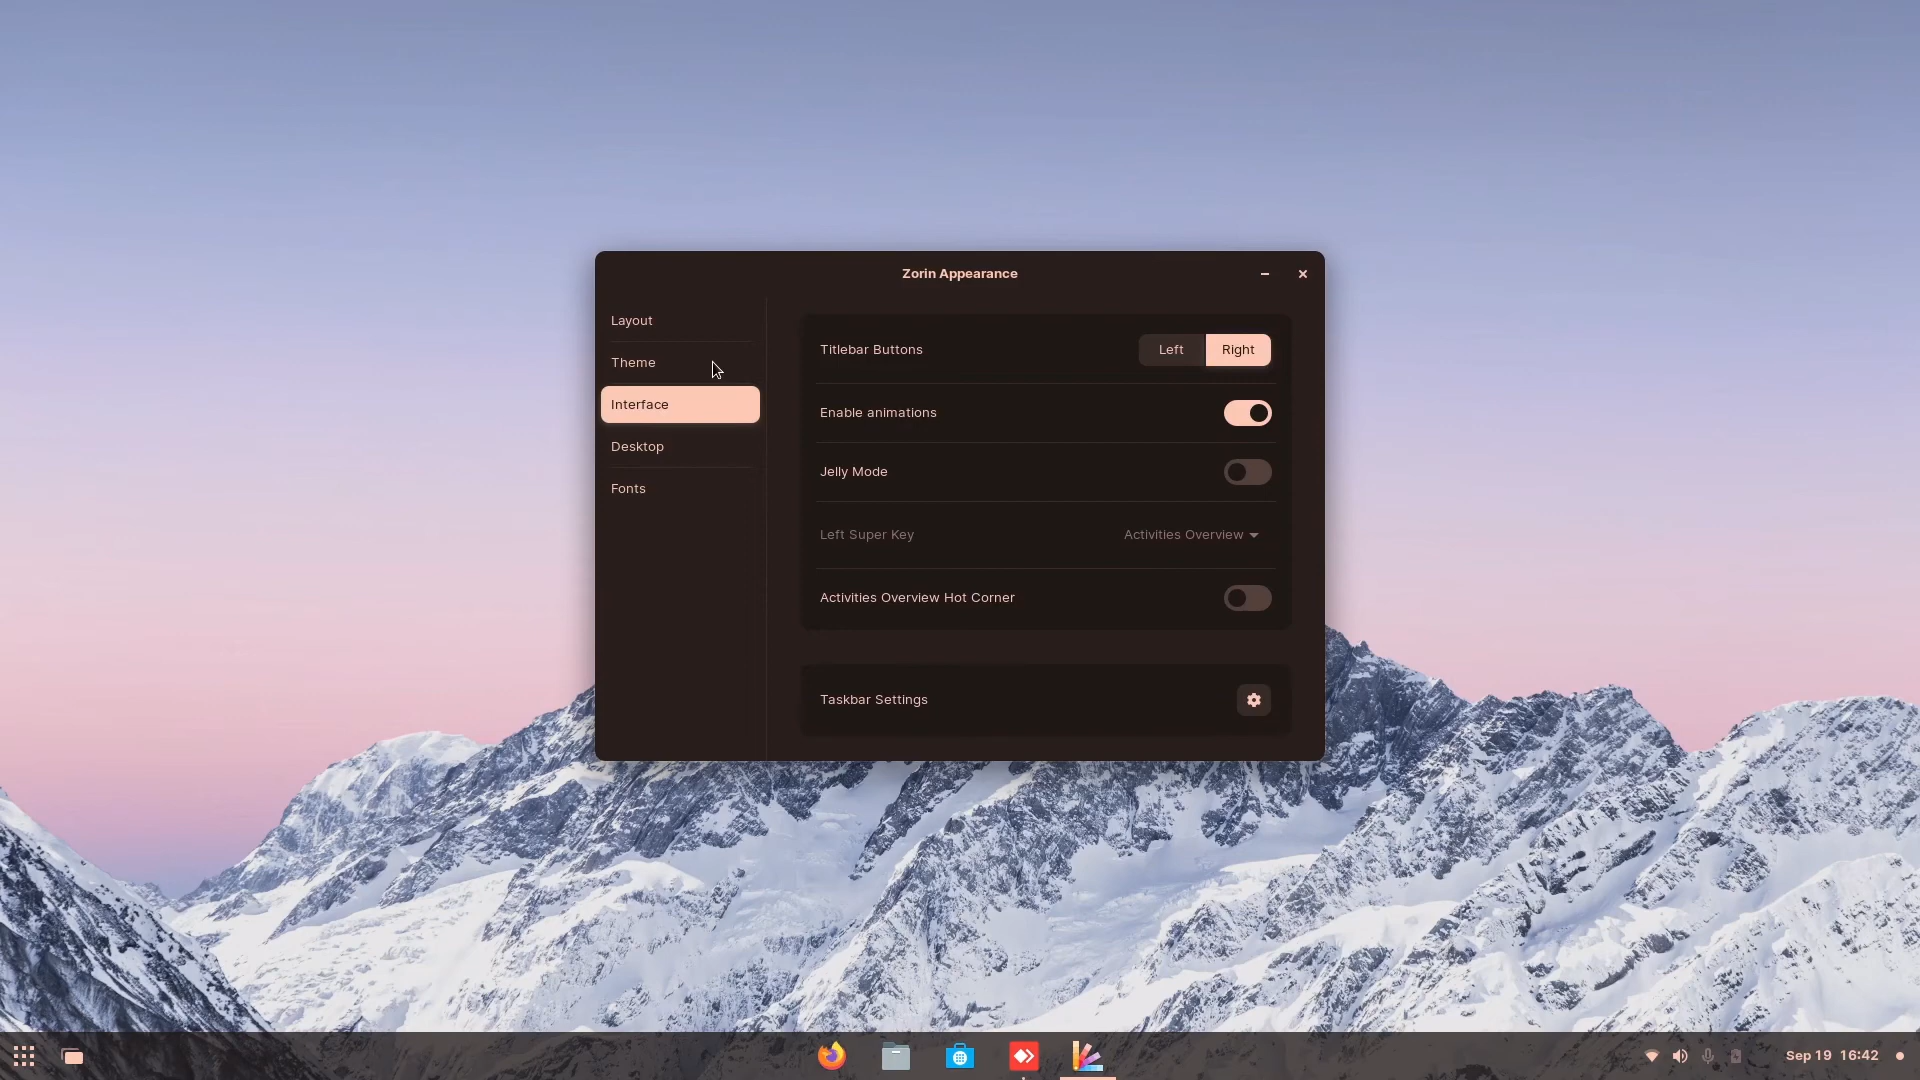 Zorin Appearance
Layout
Theme
Interface
Desktop
Fonts
Titlebar Buttons
Left
Right
Enable animations
Jelly Mode
Left Super Key
Activities Overview
Activities Overview Hot Corner
Taskbar Settings
Sep 19 16:42